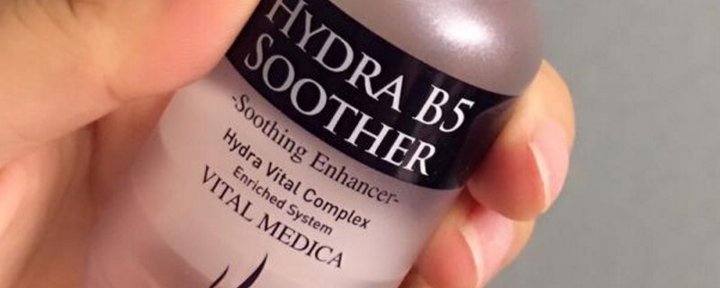 HYDRA B5
SOOTHER
-Soothing Enhancer-
Hydra Vital Complex
Enriched System
VITAL MEDICA